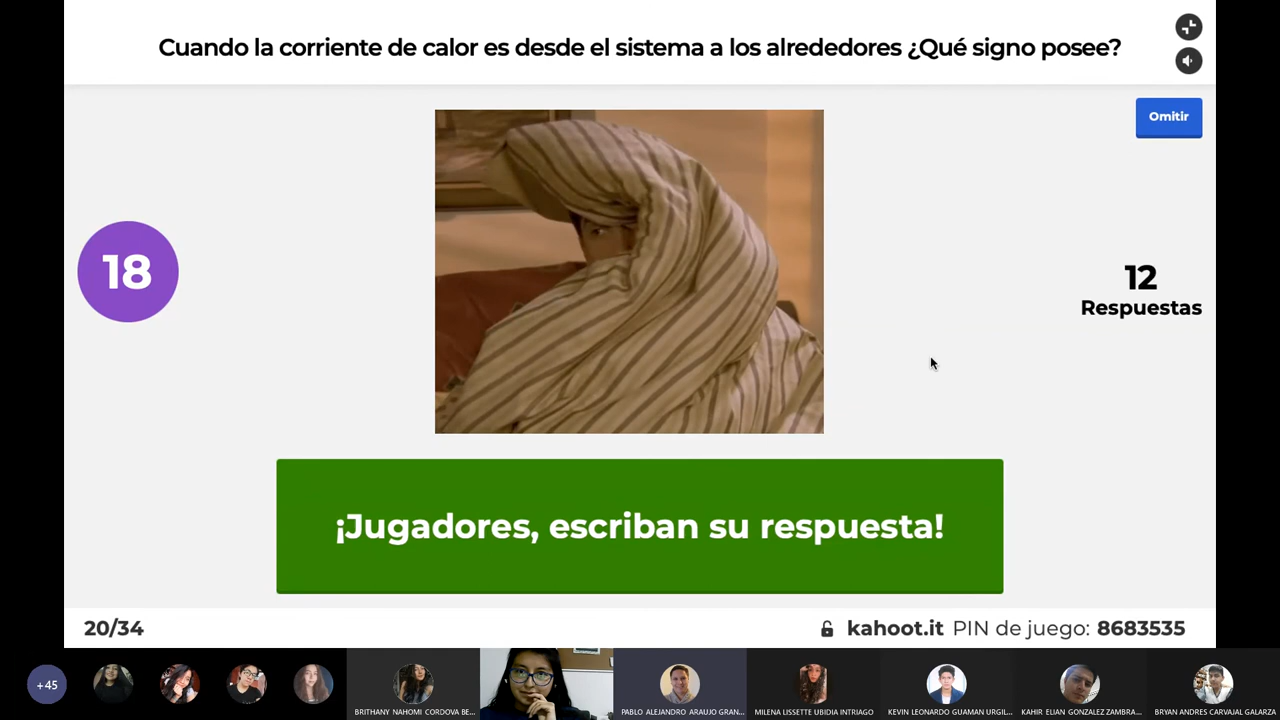 Cuando la corriente de calor es desde el sistema a los alrededores ¿Qué signo posee?
Omitir
18
12
Respuestas
¡Jugadores, escriban su respuesta!
20/34
kahoot.it PIN de juego: 8683535
+45
BRITHANY NAHOMI CORDOVA BE...
PABLO ALEJANDRO ARAUJO GRAN...
MILENA LISSETTE UBIDIA INTRIAGO
KEVIN LEONARDO GUAMAN URGIL...
KAHIR ELIAN GONZALEZ ZAMBRA...
BRYAN ANDRES CARVAJAL GALARZA